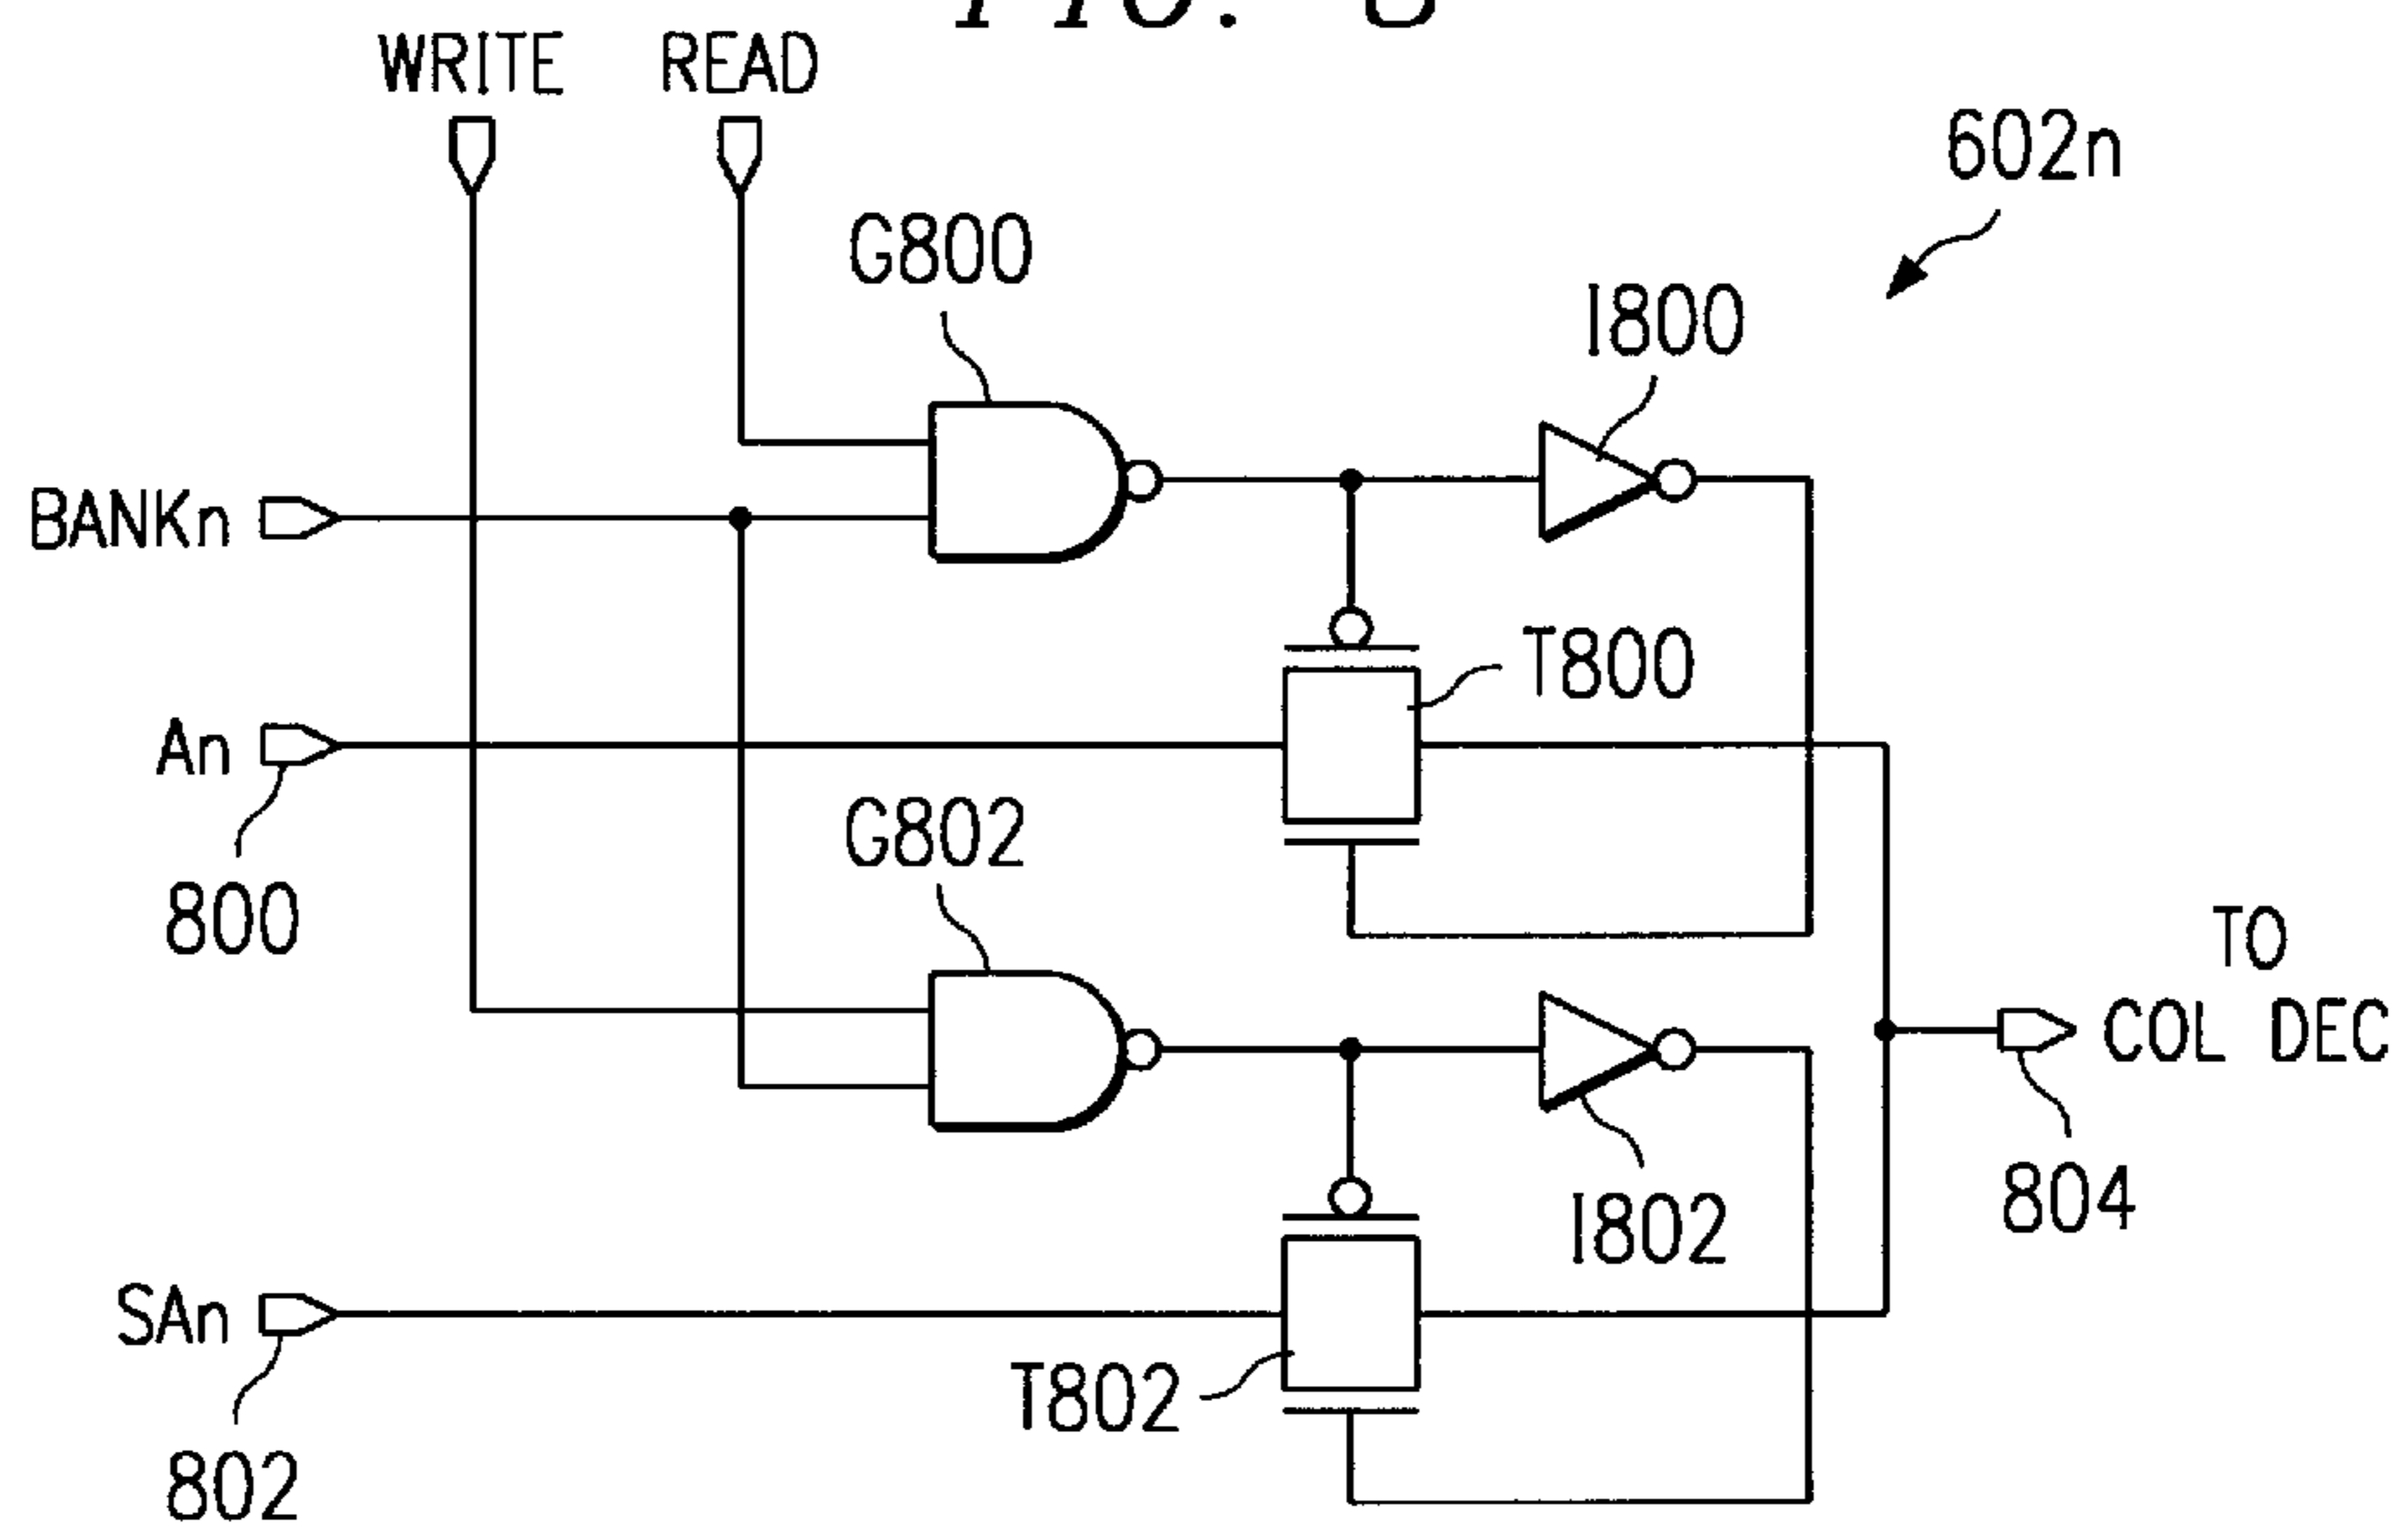 WRITE
READ
602n
G800
I800
BANKn
T800
An
G802
800
TO
COL DEC
I802
804
SAn
T802
802